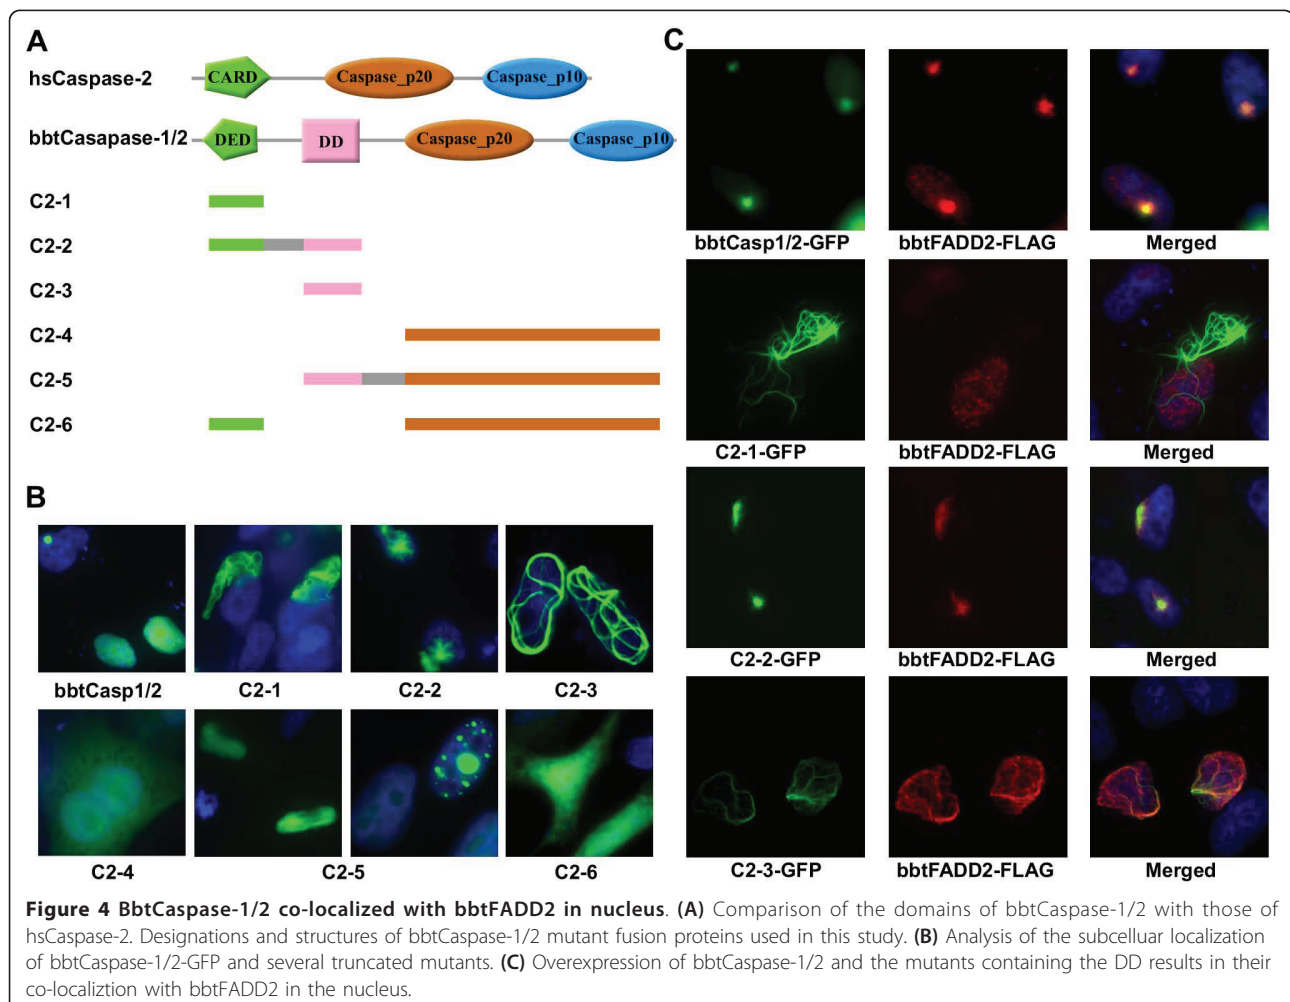 A
hsCaspase-2
CARD
Caspase_p20
Caspase_p10
bbtCasapase-1/2
DED
DD
Caspase_p20
Caspase_p10
C2-1
C2-2
C2-3
C2-4
C2-5
C2-6
B
bbtCasp1/2
C2-1
C2-2
C2-3
C2-4
C2-5
C2-6
C
bbtCasp1/2-GFP
bbtFADD2-FLAG
Merged
C2-1-GFP
bbtFADD2-FLAG
Merged
C2-2-GFP
bbtFADD2-FLAG
Merged
C2-3-GFP
bbtFADD2-FLAG
Merged
Figure 4 BbtCaspase-1/2 co-localized with bbtFADD2 in nucleus. (A) Comparison of the domains of bbtCaspase-1/2 with those of
hsCaspase-2. Designations and structures of bbtCaspase-1/2 mutant fusion proteins used in this study. (B) Analysis of the subcelluar localization
of bbtCaspase-1/2-GFP and several truncated mutants. (C) Overexpression of bbtCaspase-1/2 and the mutants containing the DD results in their
co-localiztion with bbtFADD2 in the nucleus.